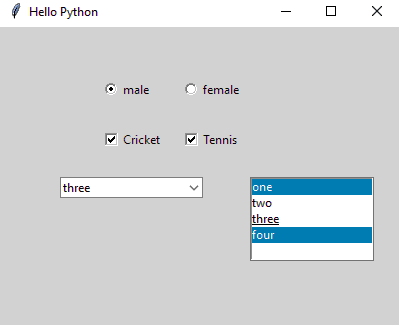 Hello Python
male female
Cricket Tennis
three
one
two
three
four